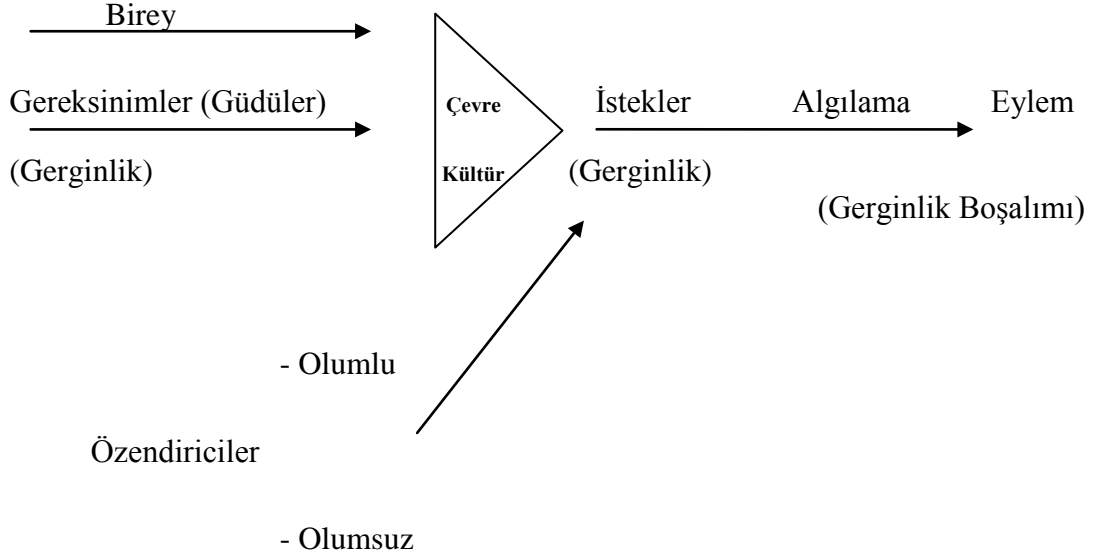 Birey
Gereksinimler (Güdüler)
(Gerginlik)
Çevre
Kültür
İstekler Algılama Eylem
(Gerginlik)
(Gerginlik Boşalımı)
- Olumlu
Özendiriciler
- Olumsuz